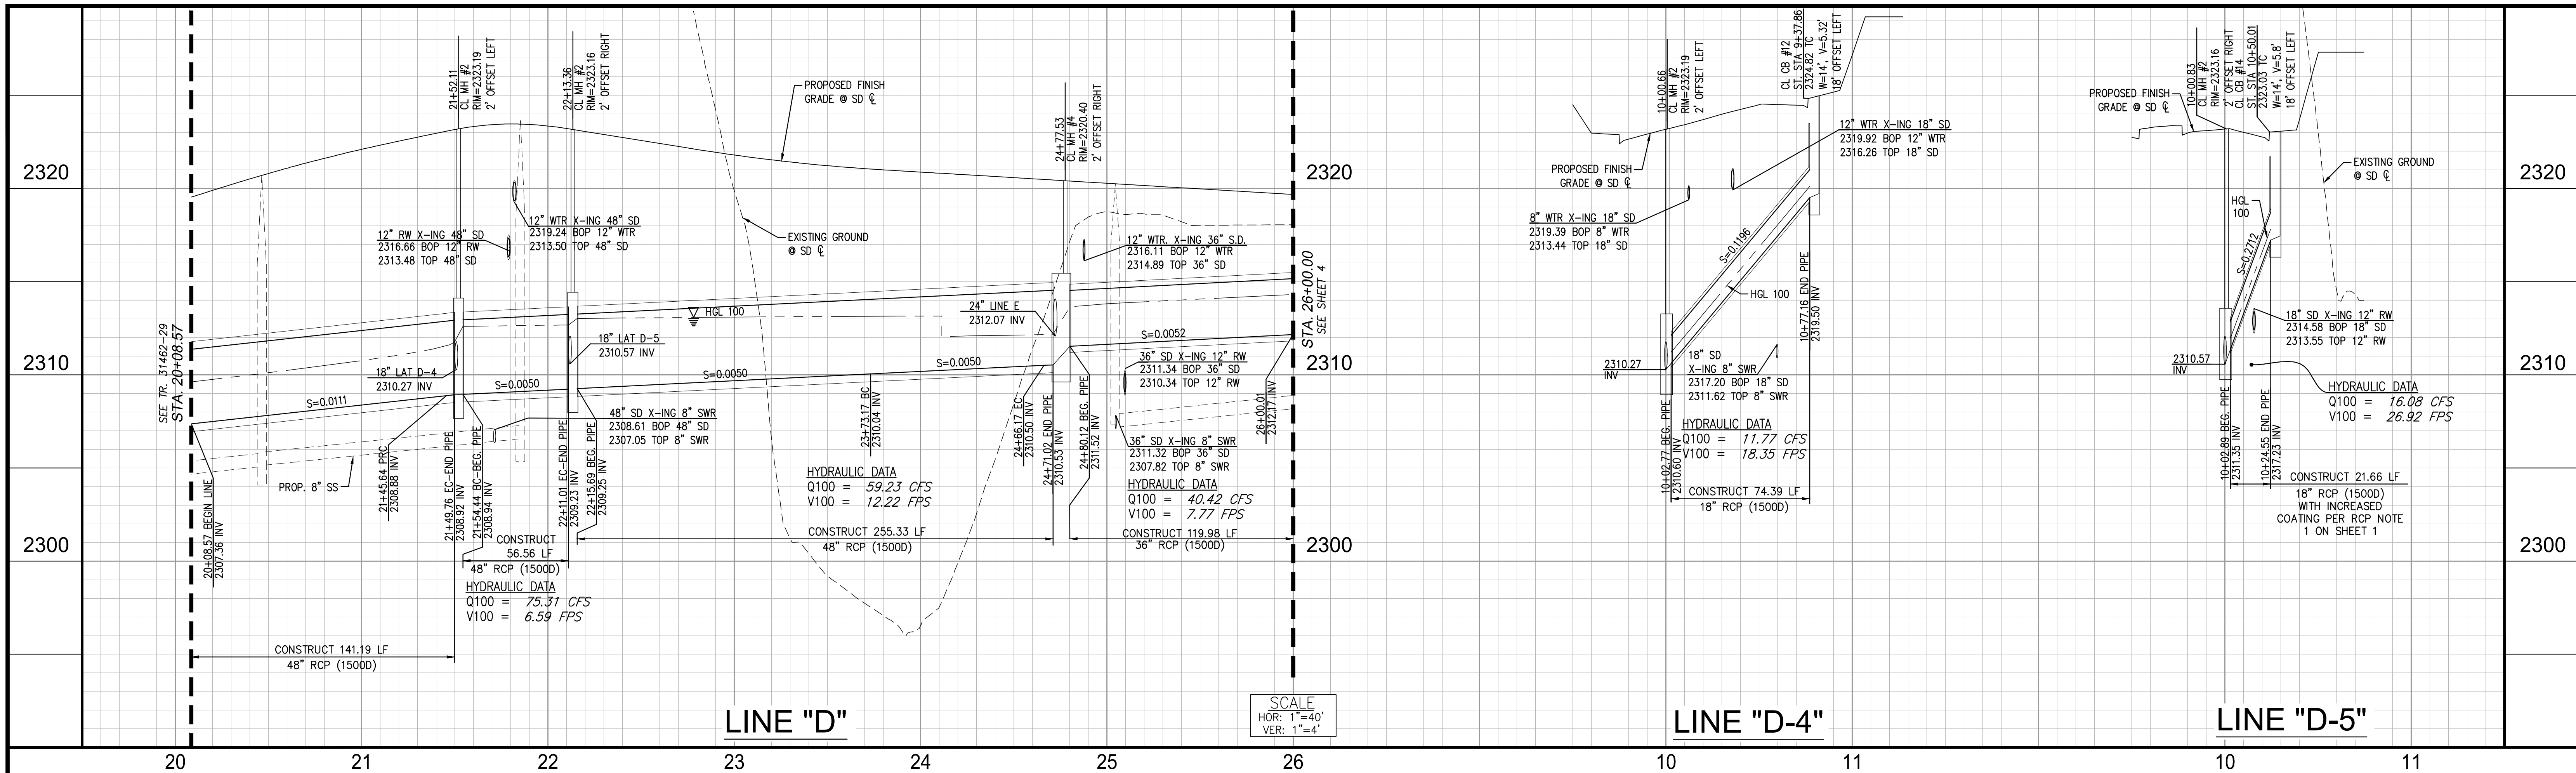 SEE TR. 31462-29
STA. 20+08.57
21+52.11
CL MH #2
RIM=2323.19
2' OFFSET LEFT
22+13.36
CL MH #2
RIM=2323.16
2' OFFSET RIGHT
PROPOSED FINISH
GRADE @ SD ℄
24+77.53
CL MH #4
RIM=2320.40
2' OFFSET RIGHT
2320
2310
2300
12" RW X-ING 48" SD
2316.66 BOP 12" RW
2313.48 TOP 48" SD
12" WTR X-ING 48" SD
2319.24 BOP 12" WTR
2313.50 TOP 48" SD
EXISTING GROUND
@ SD ℄
12" WTR. X-ING 36" S.D.
2316.11 BOP 12" WTR
2314.89 TOP 36" SD
24" LINE E
2312.07 INV
HGL 100
18" LAT D-5
2310.57 INV
18" LAT D-4
2310.27 INV
S=0.0111
S=0.0050
S=0.0050
S=0.0050
S=0.0052
36" SD X-ING 12" RW
2311.34 BOP 36" SD
2310.34 TOP 12" RW
48" SD X-ING 8" SWR
2308.61 BOP 48" SD
2307.05 TOP 8" SWR
36" SD X-ING 8" SWR
2311.32 BOP 36" SD
2307.82 TOP 8" SWR
PROP. 8" SS
20+08.57 BEGIN LINE
2307.36 INV
21+45.64 PRC
2308.88 INV
21+49.76 EC-END PIPE
2308.92 INV
21+54.44 BC-BEG. PIPE
2308.94 INV
22+11.01 EC-END PIPE
2309.23 INV
22+15.69 BEG. PIPE
2309.25 INV
23+73.17 BC
2310.04 INV
24+66.17 EC
2310.50 INV
24+71.02 END PIPE
2310.53 INV
24+80.12 BEG. PIPE
2311.52 INV
26+00.01
2312.17 INV
CONSTRUCT
56.56 LF
48" RCP (1500D)
HYDRAULIC DATA
Q100 = 75.31 CFS
V100 = 6.59 FPS
HYDRAULIC DATA
Q100 = 59.23 CFS
V100 = 12.22 FPS
CONSTRUCT 255.33 LF
48" RCP (1500D)
HYDRAULIC DATA
Q100 = 40.42 CFS
V100 = 7.77 FPS
CONSTRUCT 119.98 LF
36" RCP (1500D)
CONSTRUCT 141.19 LF
48" RCP (1500D)
STA. 26+00.00
SEE SHEET 4
2320
2310
2300
LINE "D"
SCALE
HOR: 1"=40'
VER: 1"=4'
20 21 22 23 24 25 26
10+00.66
CL MH #2
RIM=2323.19
2' OFFSET LEFT
CL CB #12
ST. STA 9+37.86
2324.82 TC
W=14', V=5.32'
18' OFFSET LEFT
PROPOSED FINISH
GRADE @ SD ℄
12" WTR X-ING 18" SD
2319.92 BOP 12" WTR
2316.26 TOP 18" SD
8" WTR X-ING 18" SD
2319.39 BOP 8" WTR
2313.44 TOP 18" SD
S=0.1196
HGL 100
2310.27
INV
18" SD
X-ING 8" SWR
2317.20 BOP 18" SD
2311.62 TOP 8" SWR
10+77.16 END PIPE
2319.50 INV
10+02.77 BEG. PIPE
2310.60 INV
HYDRAULIC DATA
Q100 = 11.77 CFS
V100 = 18.35 FPS
CONSTRUCT 74.39 LF
18" RCP (1500D)
LINE "D-4"
10 11
10+00.83
CL MH #2
RIM=2323.16
2' OFFSET RIGHT
CL CB #14
ST. STA 10+50.01
2323.03 TC
W=14', V=5.8'
18' OFFSET LEFT
PROPOSED FINISH
GRADE @ SD ℄
EXISTING GROUND
@ SD ℄
HGL
100
S=0.2712
18" SD X-ING 12" RW
2314.58 BOP 18" SD
2313.55 TOP 12" RW
2310.57
INV
HYDRAULIC DATA
Q100 = 16.08 CFS
V100 = 26.92 FPS
10+02.89 BEG. PIPE
2311.35 INV
10+24.55 END PIPE
2317.23 INV
CONSTRUCT 21.66 LF
18" RCP (1500D)
WITH INCREASED
COATING PER RCP NOTE
1 ON SHEET 1
LINE "D-5"
10 11
2320
2310
2300